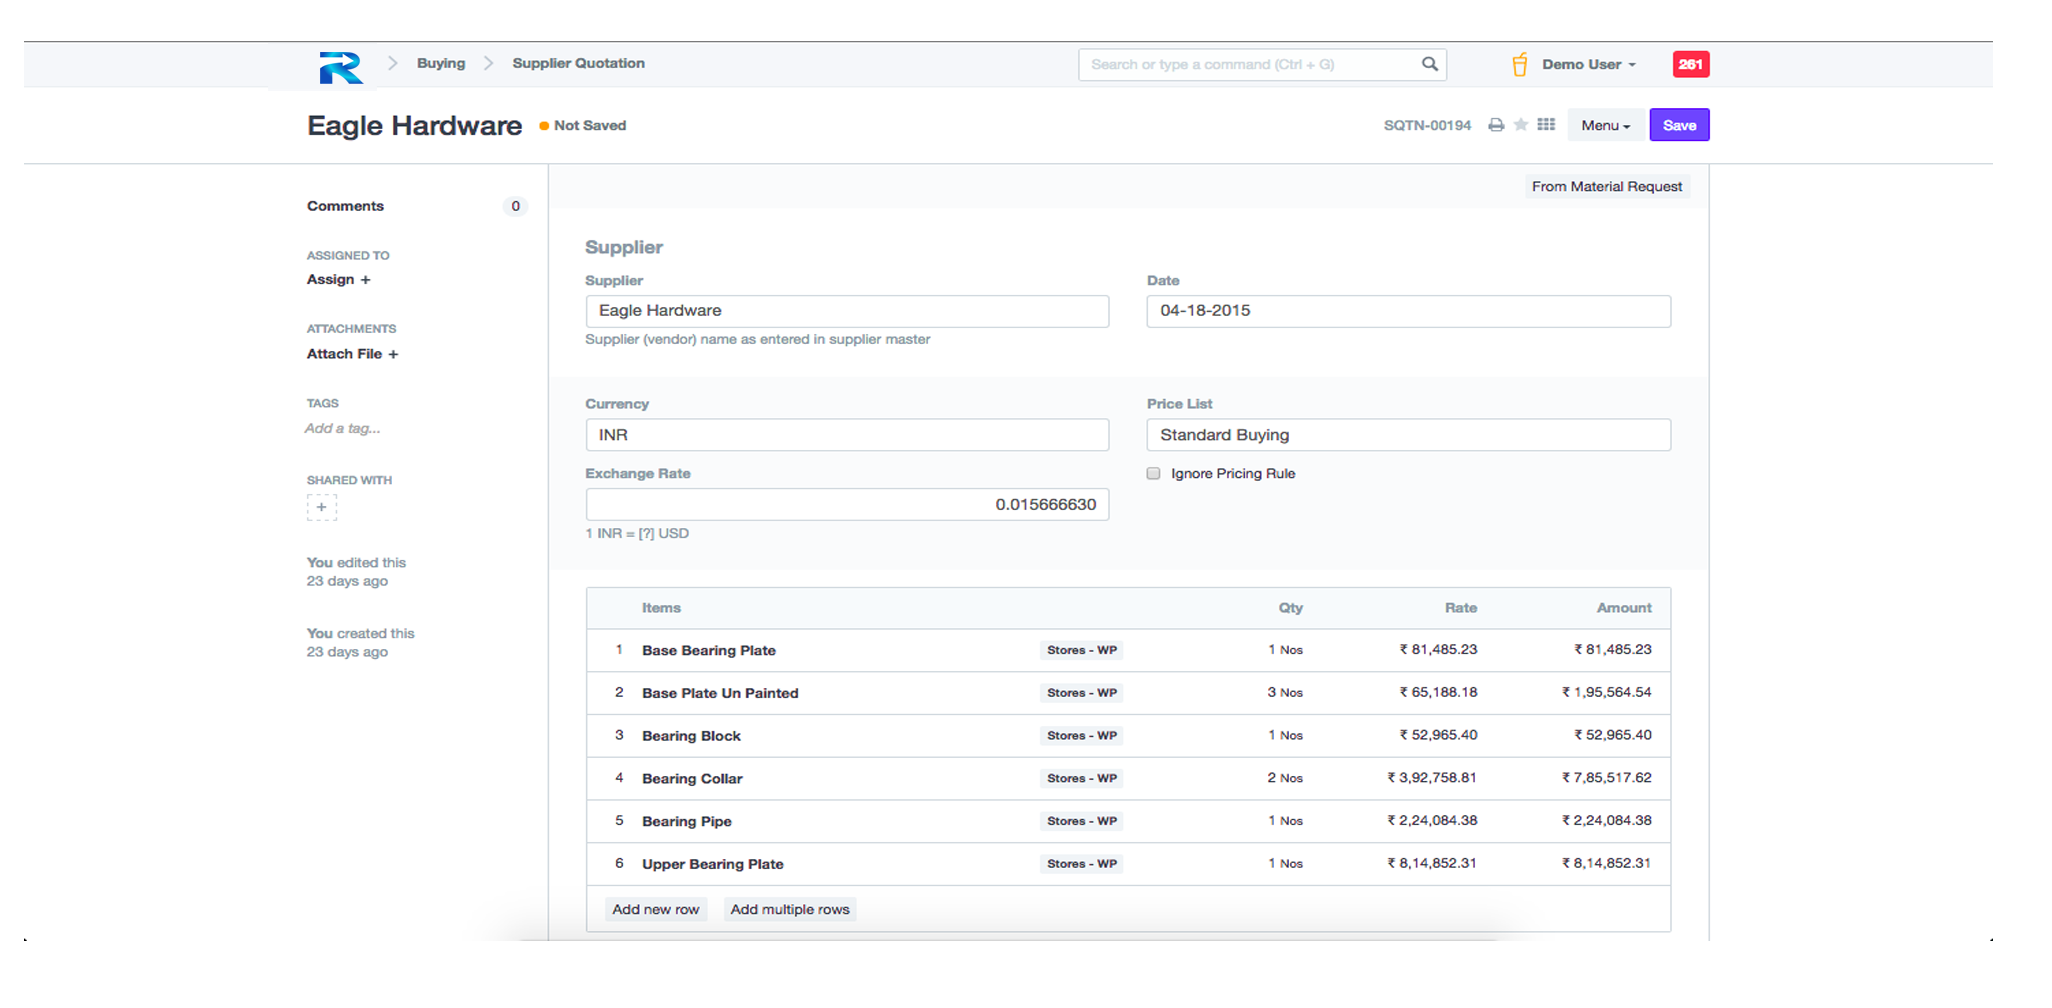 Buying Supplier Quotation Search or type a command (Ctrl + G) Demo User 261
Eagle Hardware Not Saved SQTN-00194 Menu Save
From Material Request
Comments 0
ASSIGNED TO
Assign +
ATTACHMENTS
Attach File +
TAGS
Add a tag...
SHARED WITH
+
You edited this
23 days ago
You created this
23 days ago
Supplier
Supplier Date
Eagle Hardware 04-18-2015
Supplier (vendor) name as entered in supplier master
Currency Price List
INR Standard Buying
Exchange Rate Ignore Pricing Rule
0.015666630
1 INR = [?] USD
Items Qty Rate Amount
1 Base Bearing Plate Stores - WP 1 Nos ₹ 81,485.23 ₹ 81,485.23
2 Base Plate Un Painted Stores - WP 3 Nos ₹ 65,188.18 ₹ 1,95,564.54
3 Bearing Block Stores - WP 1 Nos ₹ 52,965.40 ₹ 52,965.40
4 Bearing Collar Stores - WP 2 Nos ₹ 3,92,758.81 ₹ 7,85,517.62
5 Bearing Pipe Stores - WP 1 Nos ₹ 2,24,084.38 ₹ 2,24,084.38
6 Upper Bearing Plate Stores - WP 1 Nos ₹ 8,14,852.31 ₹ 8,14,852.31
Add new row Add multiple rows